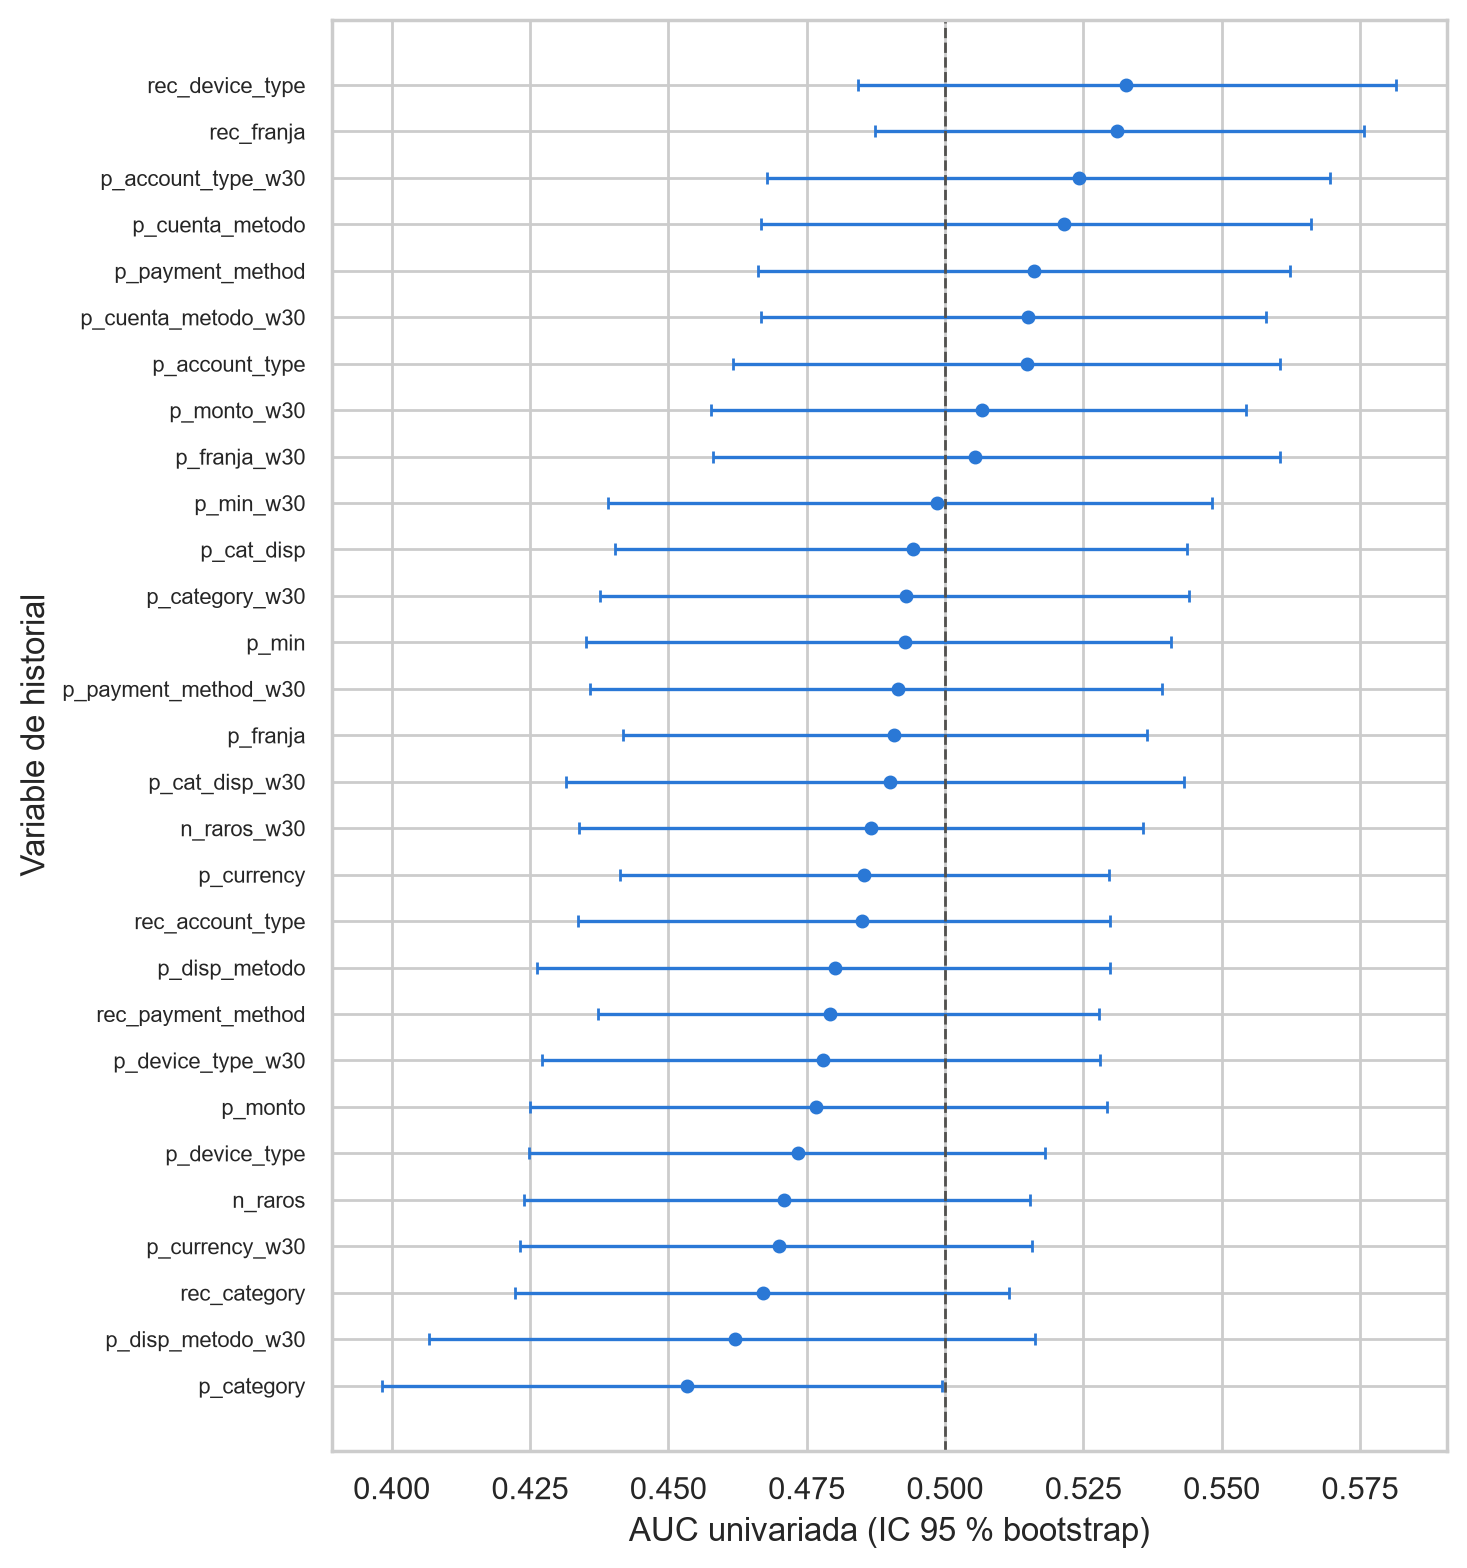 rec_device_type
rec_franja
p_account_type_w30
p_cuenta_metodo
p_payment_method
p_cuenta_metodo_w30
p_account_type
p_monto_w30
p_franja_w30
p_min_w30
p_cat_disp
p_category_w30
p_min
p_payment_method_w30
p_franja
p_cat_disp_w30
n_raros_w30
p_currency
rec_account_type
p_disp_metodo
rec_payment_method
p_device_type_w30
p_monto
p_device_type
n_raros
p_currency_w30
rec_category
p_disp_metodo_w30
p_category
Variable de historial
0.400 0.425 0.450 0.475 0.500 0.525 0.550 0.575
AUC univariada (IC 95 % bootstrap)